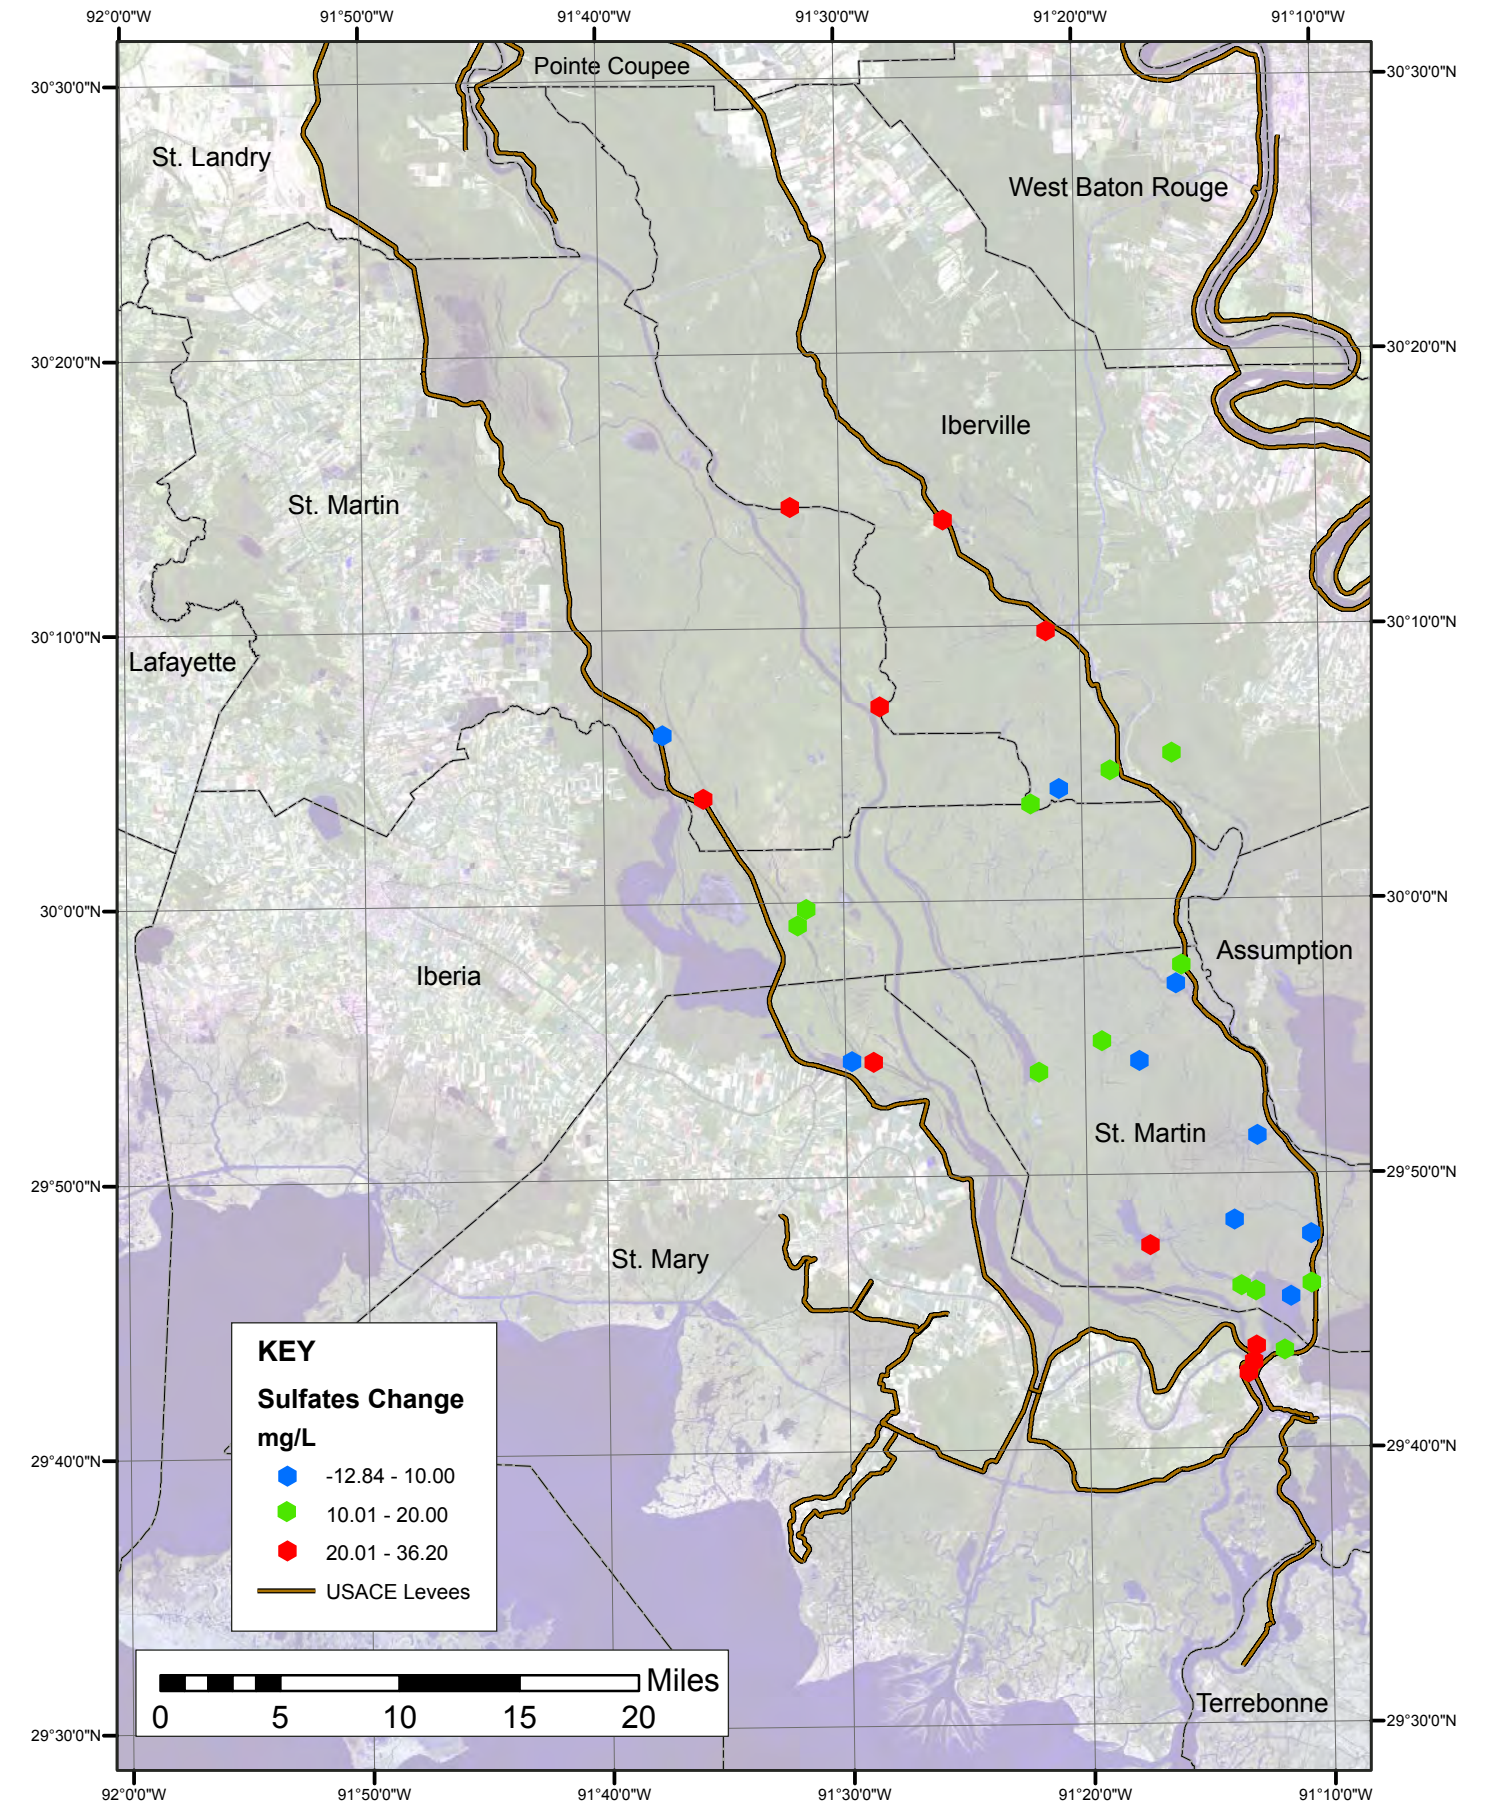 92°0'0"W 91°50'0"W 91°40'0"W 91°30'0"W 91°20'0"W 91°10'0"W
Pointe Coupee
30°30'0"N 30°30'0"N
St. Landry
West Baton Rouge
30°20'0"N 30°20'0"N
Iberville
St. Martin
30°10'0"N 30°10'0"N
Lafayette
30°0'0"N 30°0'0"N
Assumption
Iberia
St. Martin
29°50'0"N 29°50'0"N
St. Mary
KEY
Sulfates Change
mg/L
-12.84 - 10.00
10.01 - 20.00
20.01 - 36.20
USACE Levees
29°40'0"N 29°40'0"N
Miles
0 5 10 15 20
Terrebonne
29°30'0"N 29°30'0"N
92°0'0"W 91°50'0"W 91°40'0"W 91°30'0"W 91°20'0"W 91°10'0"W